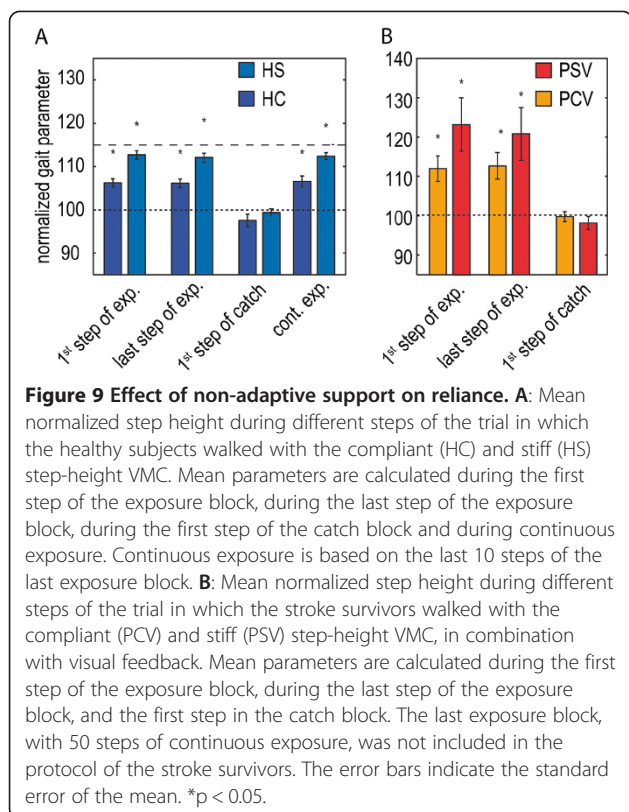 A
B
HS
HC
PSV
PCV
normalized gait parameter
130
120
110
100
90
140
130
120
110
100
90
* * * * * *
* * * *
1st step of exp.
last step of exp.
1st step of catch
cont. exp.
1st step of exp.
last step of exp.
1st step of catch
Figure 9 Effect of non-adaptive support on reliance. A: Mean
normalized step height during different steps of the trial in which
the healthy subjects walked with the compliant (HC) and stiff (HS)
step-height VMC. Mean parameters are calculated during the first
step of the exposure block, during the last step of the exposure
block, during the first step of the catch block and during continuous
exposure. Continuous exposure is based on the last 10 steps of the
last exposure block. B: Mean normalized step height during different
steps of the trial in which the stroke survivors walked with the
compliant (PCV) and stiff (PSV) step-height VMC, in combination
with visual feedback. Mean parameters are calculated during the first
step of the exposure block, during the last step of the exposure
block, and the first step in the catch block. The last exposure block,
with 50 steps of continuous exposure, was not included in the
protocol of the stroke survivors. The error bars indicate the standard
error of the mean. *p < 0.05.